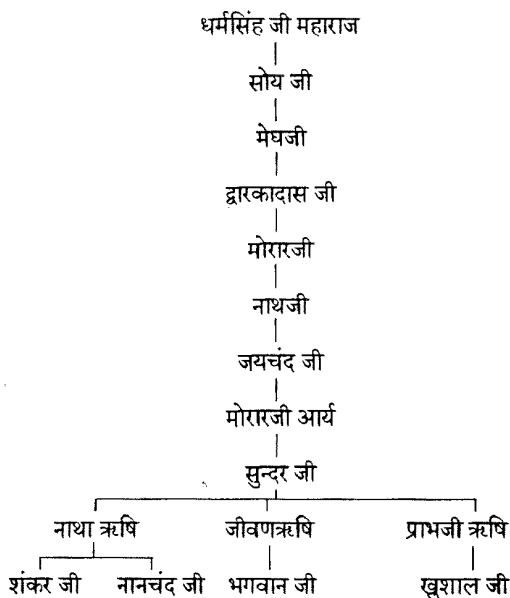 धर्मसिंह जी महाराज
सोय जी
मेघजी
द्वारकादास जी
मोरारजी
नाथजी
जयचंद जी
मोरारजी आर्य
सुन्दर जी
नाथा ऋषि जीवणऋषि प्राभजी ऋषि
शंकर जी नानचंद जी भगवान जी खुशाल जी